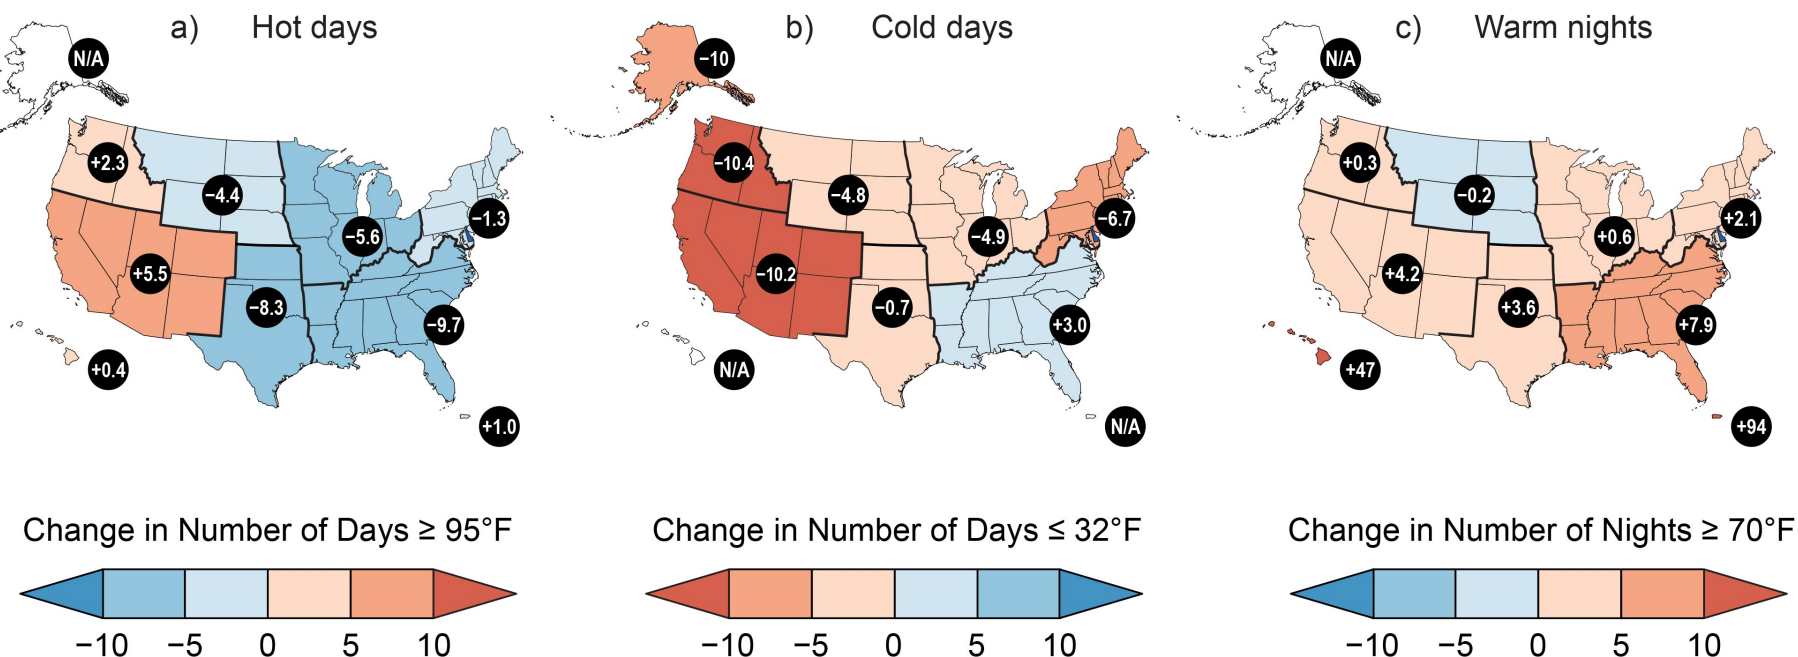 a) Hot days
N/A
+2.3
−4.4
−1.3
−5.6
+5.5
−8.3
−9.7
+0.4
+1.0
Change in Number of Days ≥ 95°F
−10 −5 0 5 10
b) Cold days
−10
−10.4
−4.8
−6.7
−4.9
−10.2
−0.7
+3.0
N/A
N/A
Change in Number of Days ≤ 32°F
−10 −5 0 5 10
c) Warm nights
N/A
+0.3
−0.2
+2.1
+0.6
+4.2
+3.6
+7.9
+47
+94
Change in Number of Nights ≥ 70°F
−10 −5 0 5 10